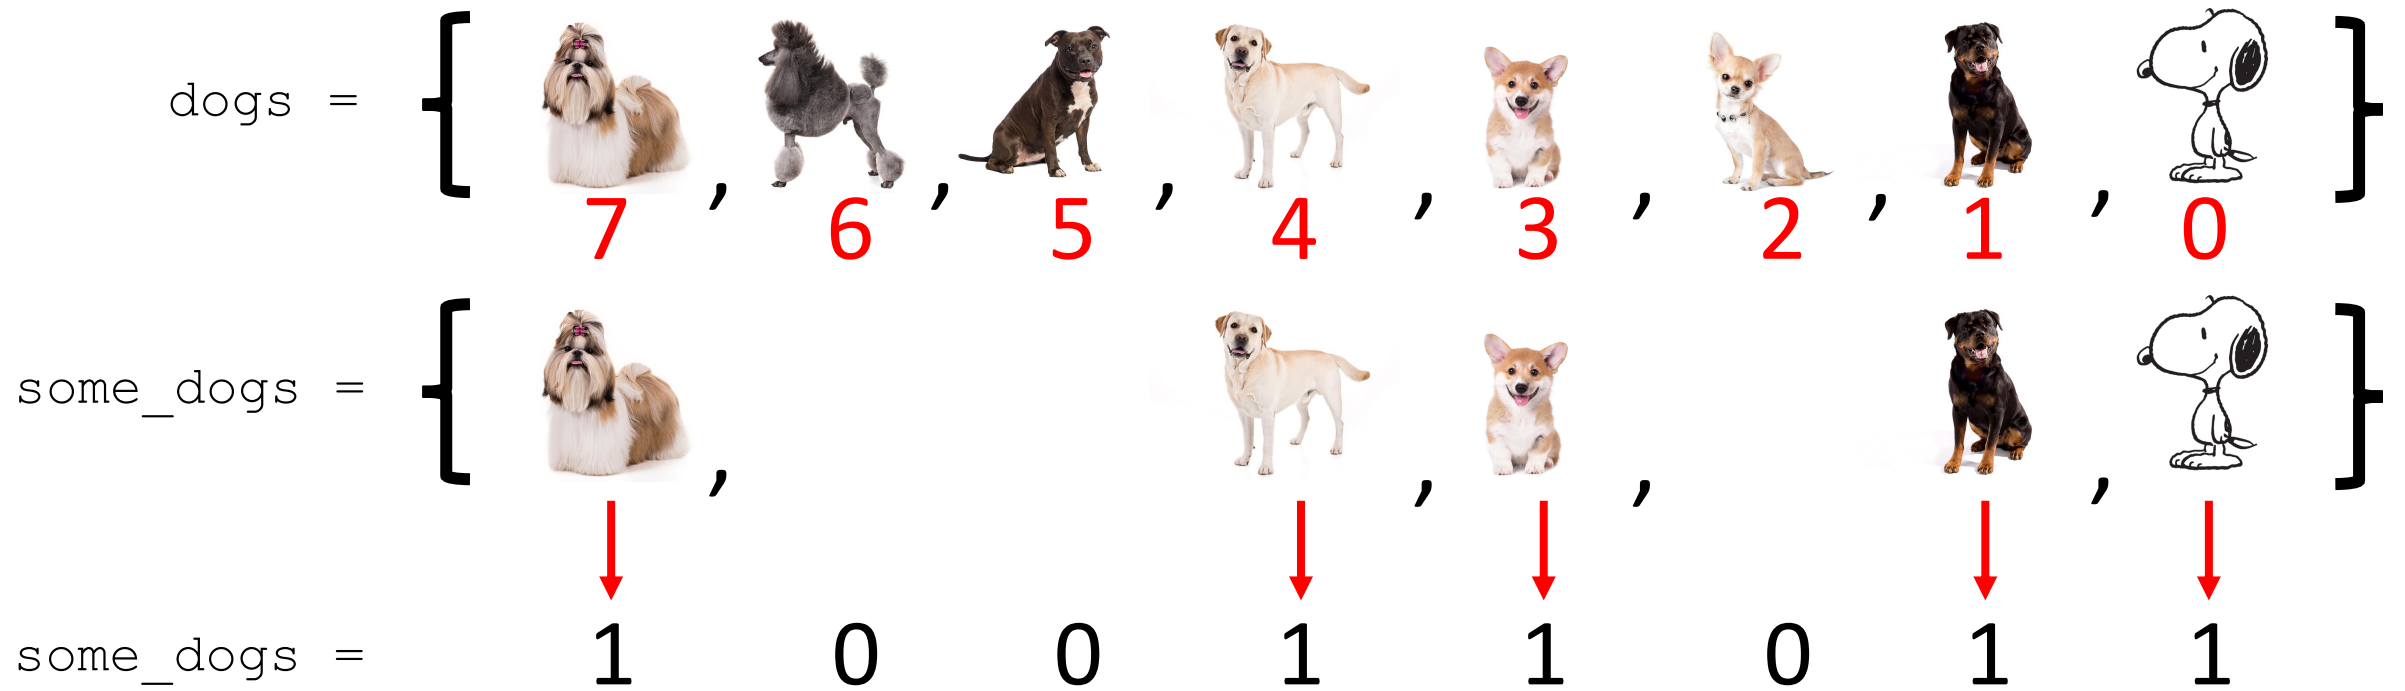 dogs = { , , , , , , , }
7 6 5 4 3 2 1 0
some_dogs = { , , , , }
some_dogs = 1 0 0 1 1 0 1 1